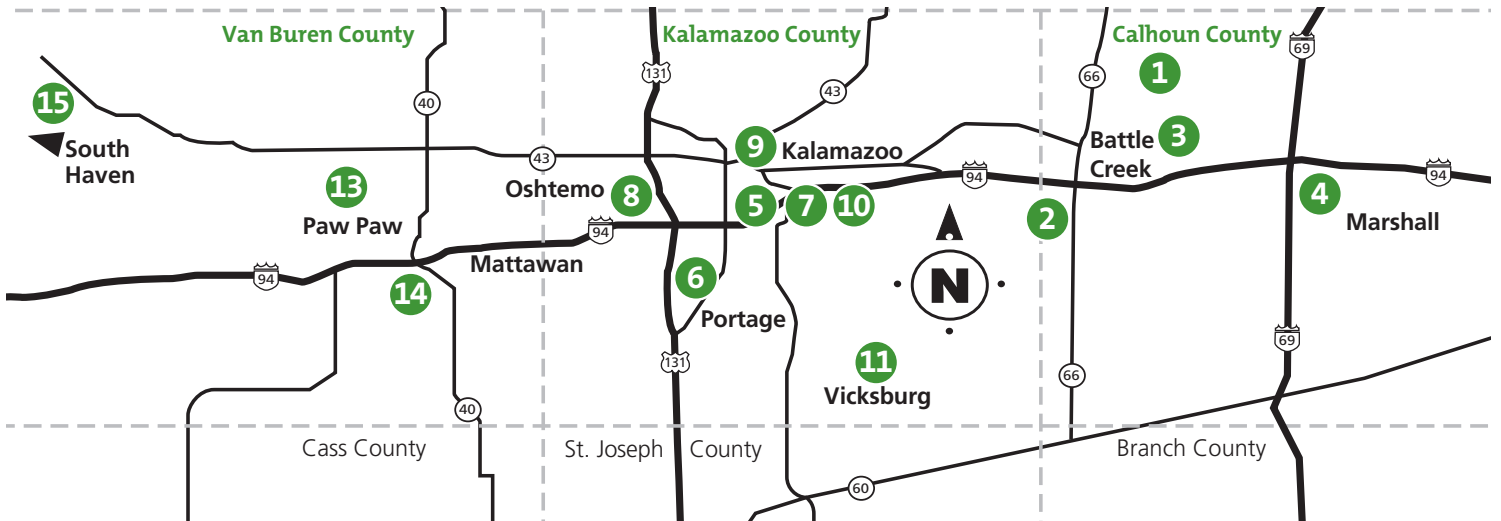 Van Buren County
Kalamazoo County
Calhoun County
69
131
66
1
15
40
43
3
9
Battle
Creek
South
Haven
43
Kalamazoo
13
Oshtemo
8
94
94
4
5
7
10
2
Paw Paw
94
Marshall
Mattawan
94
6
N
14
Portage
69
131
11
66
Vicksburg
40
Cass County
St. Joseph
County
Branch County
60